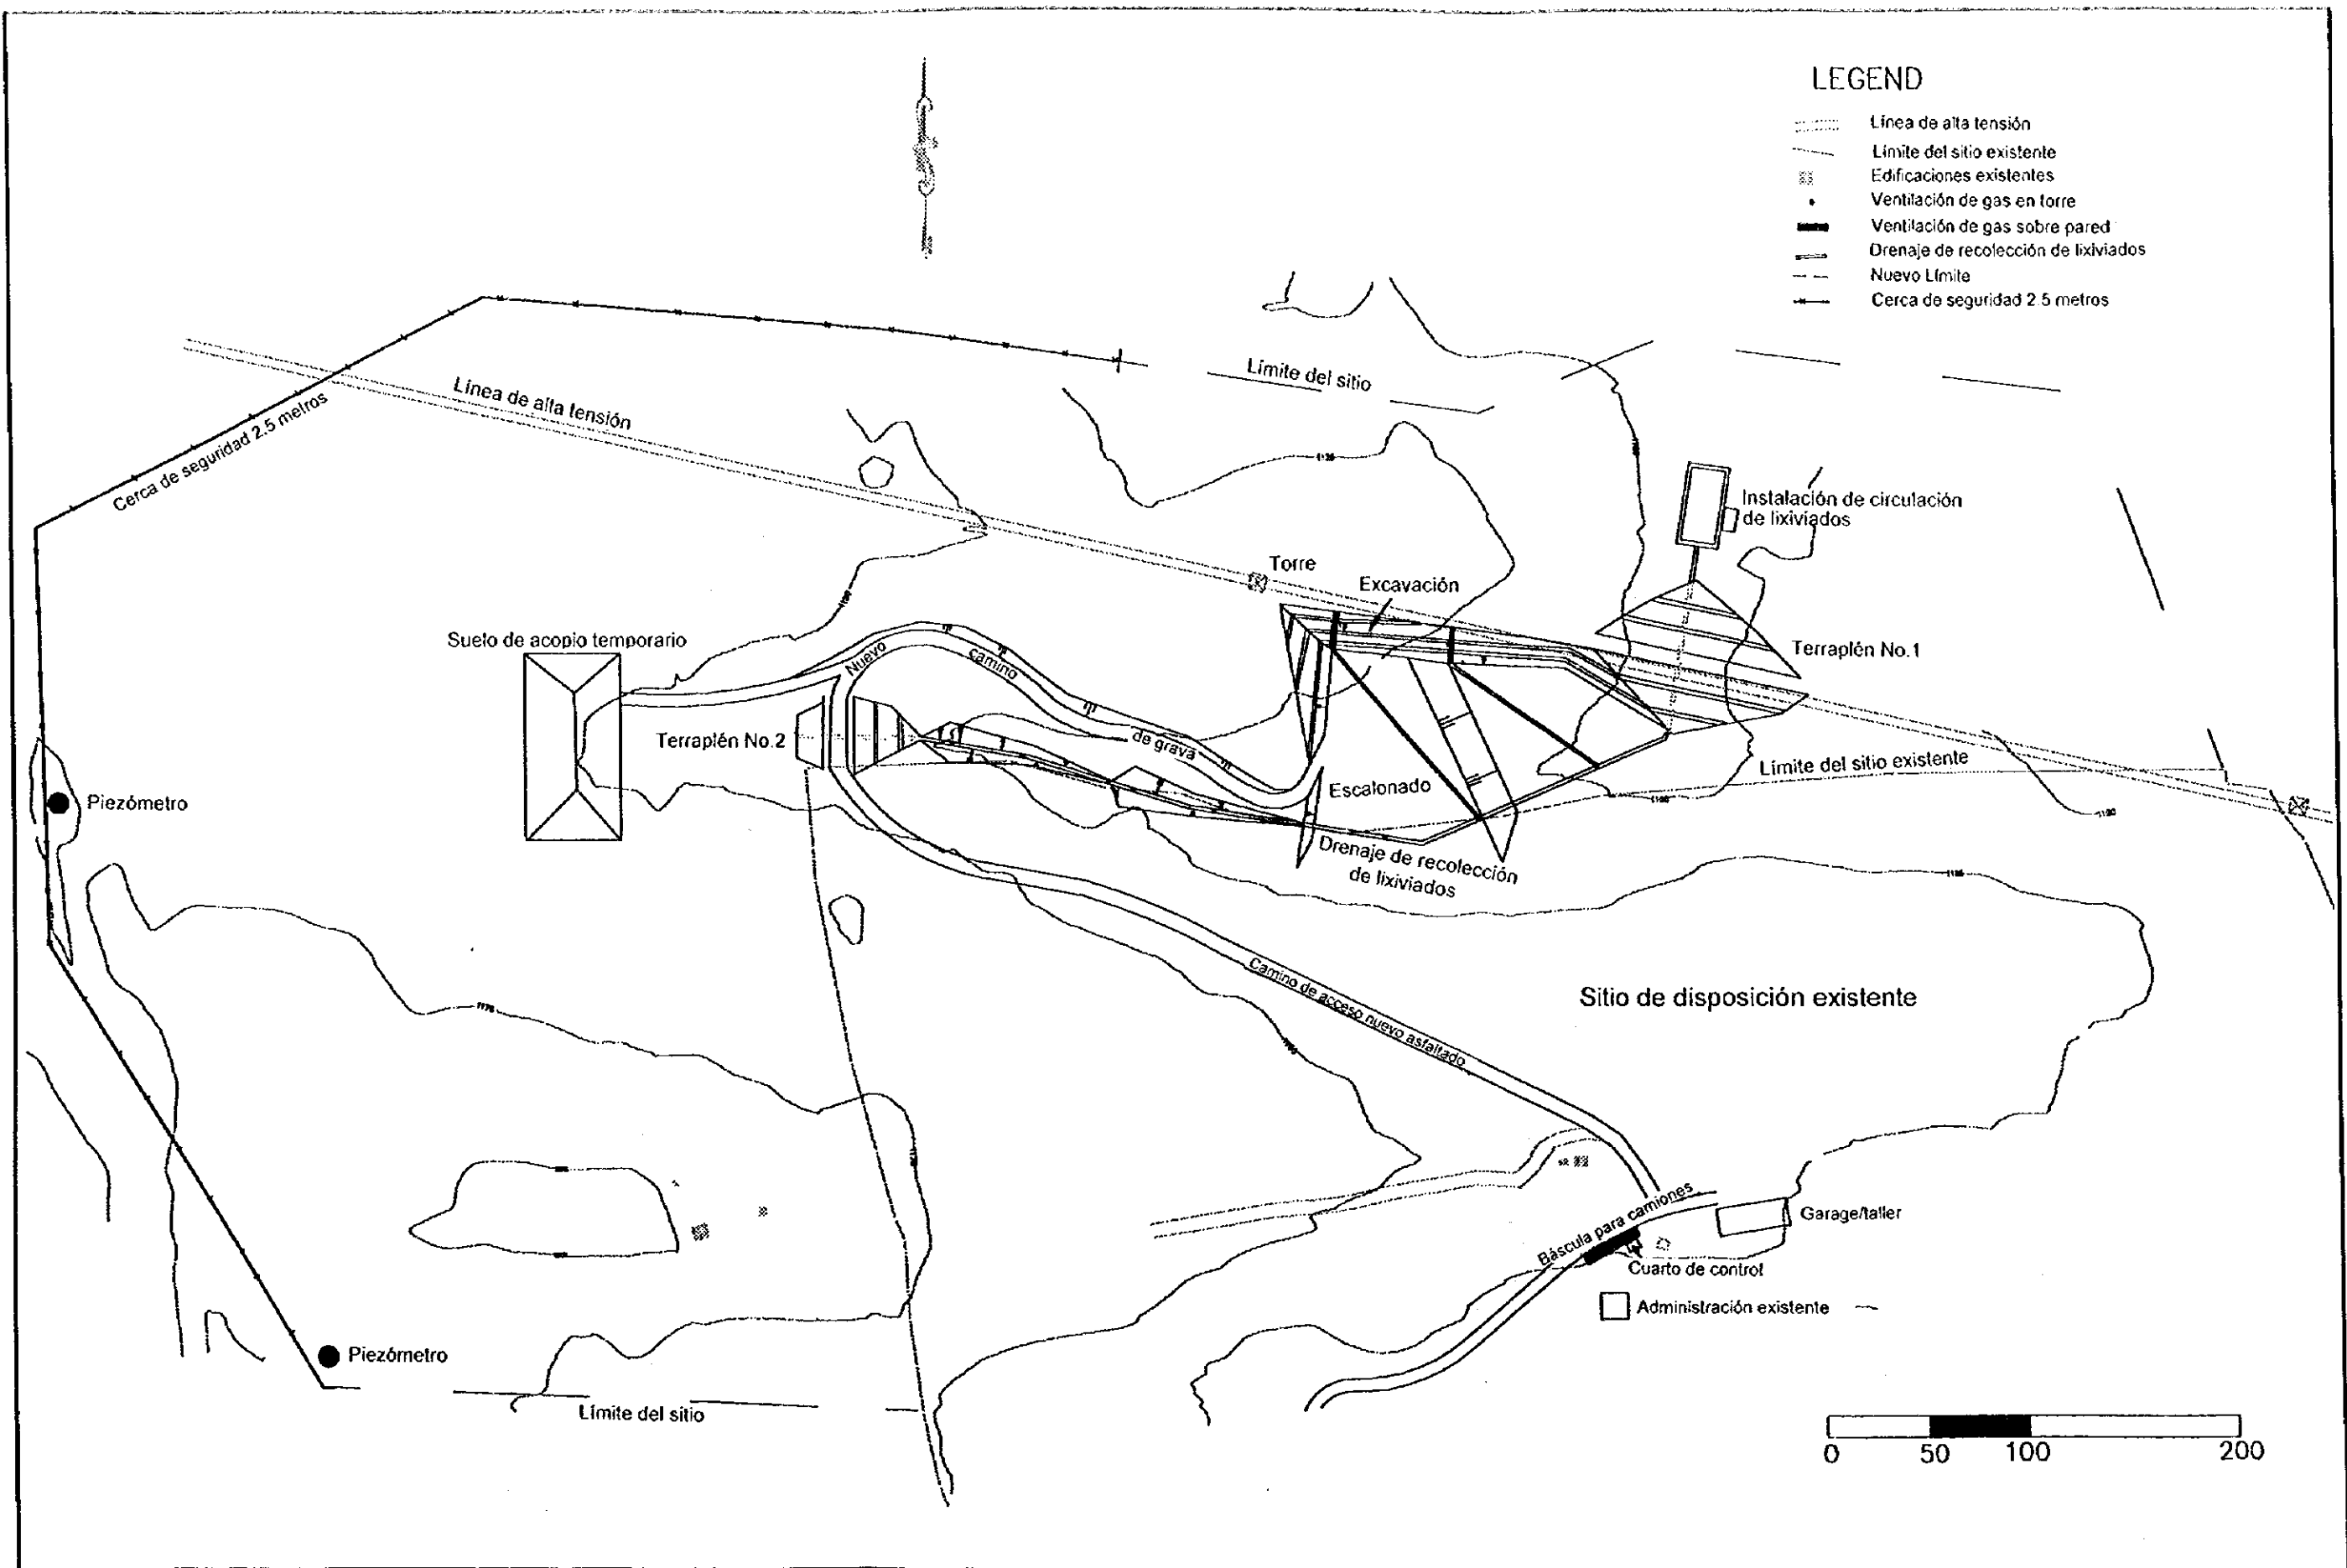 LEGEND
Línea de alta tensión
Límite del sitio existente
Edificaciones existentes
Ventilación de gas en torre
Ventilación de gas sobre pared
Drenaje de recolección de lixiviados
Nuevo Límite
Cerca de seguridad 2.5 metros
Límite del sitio
Línea de alta tensión
Cerca de seguridad 2.5 metros
Instalación de circulación
de lixiviados
Torre
Excavación
Suelo de acopio temporario
Nuevo
camino
de grava
Terraplén No.1
Terraplén No.2
Límite del sitio existente
Piezómetro
Escalonado
Drenaje de recolección
de lixiviados
Camino de acceso nuevo asfaltado
Sitio de disposición existente
Báscula para camiones
Garage/taller
Cuarto de control
Administración existente
Piezómetro
Límite del sitio
0 50 100 200